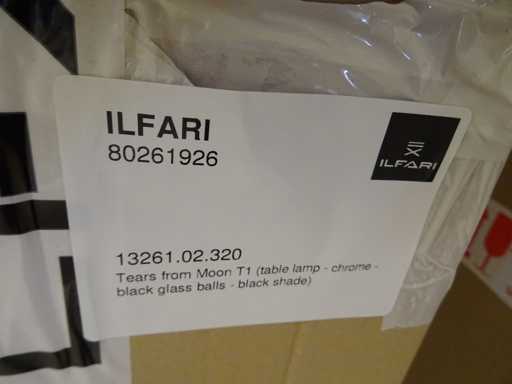 ILFARI
80261926
ILFARI
13261.02.320
Tears from Moon T1 (table lamp - chrome -
black glass balls - black shade)